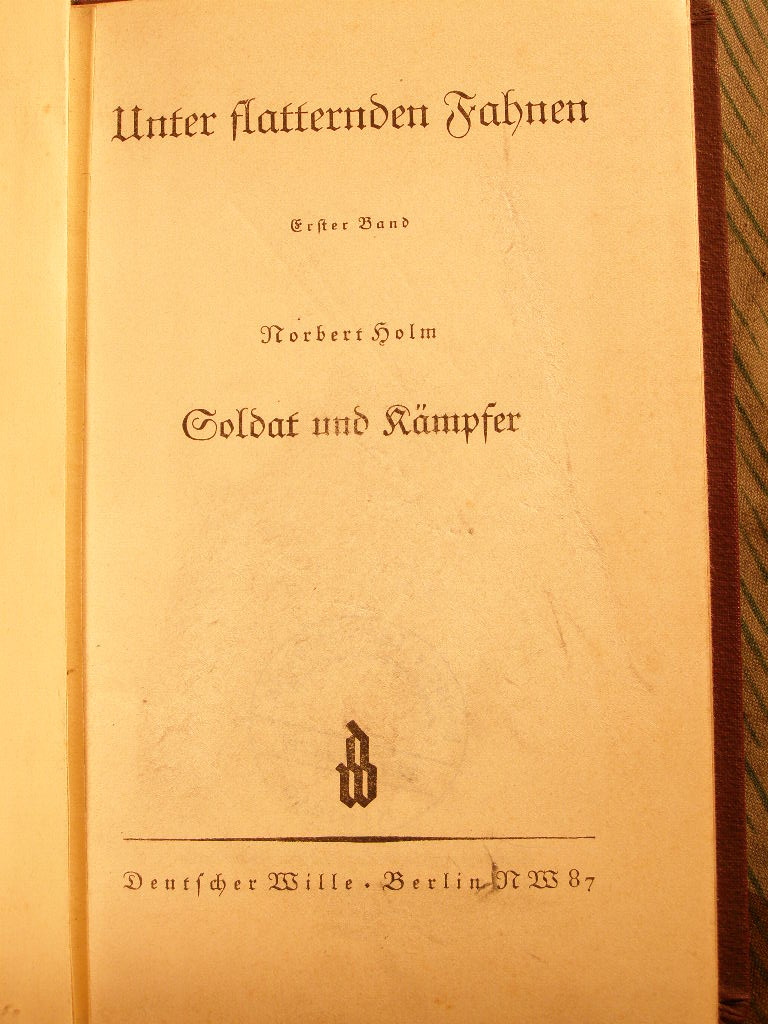 Unter flatternden Fahnen
Erster Band
Norbert Holm
Soldat und Kämpfer
Deutscher Wille · Berlin NW 87